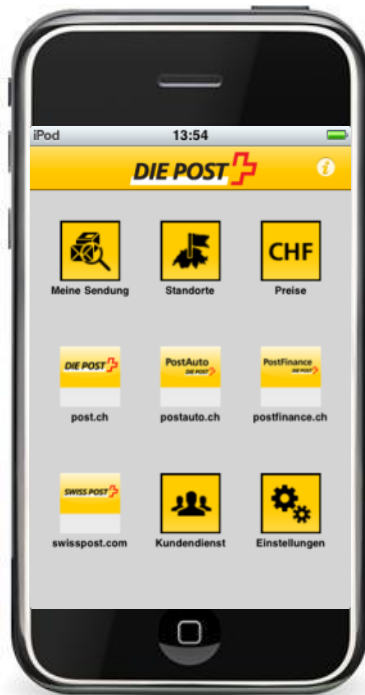 iPod 13:54
DIE POST
i
CHF
Meine Sendung Standorte Preise
DIE POST PostAuto DIE POST PostFinance DIE POST
post.ch postauto.ch postfinance.ch
SWISS POST
swisspost.com Kundendienst Einstellungen